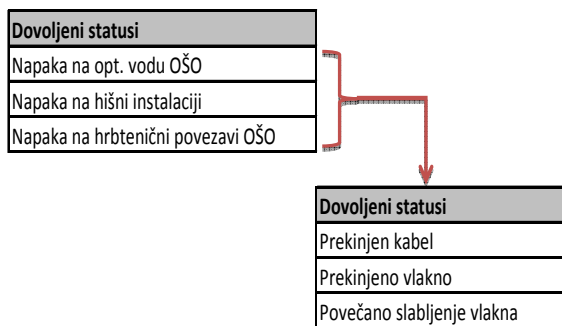 Dovoljeni statusi
Napaka na opt. vodu OŠO
Napaka na hišni instalaciji
Napaka na hrbtenični povezavi OŠO
Dovoljeni statusi
Prekinjen kabel
Prekinjeno vlakno
Povečano slabljenje vlakna